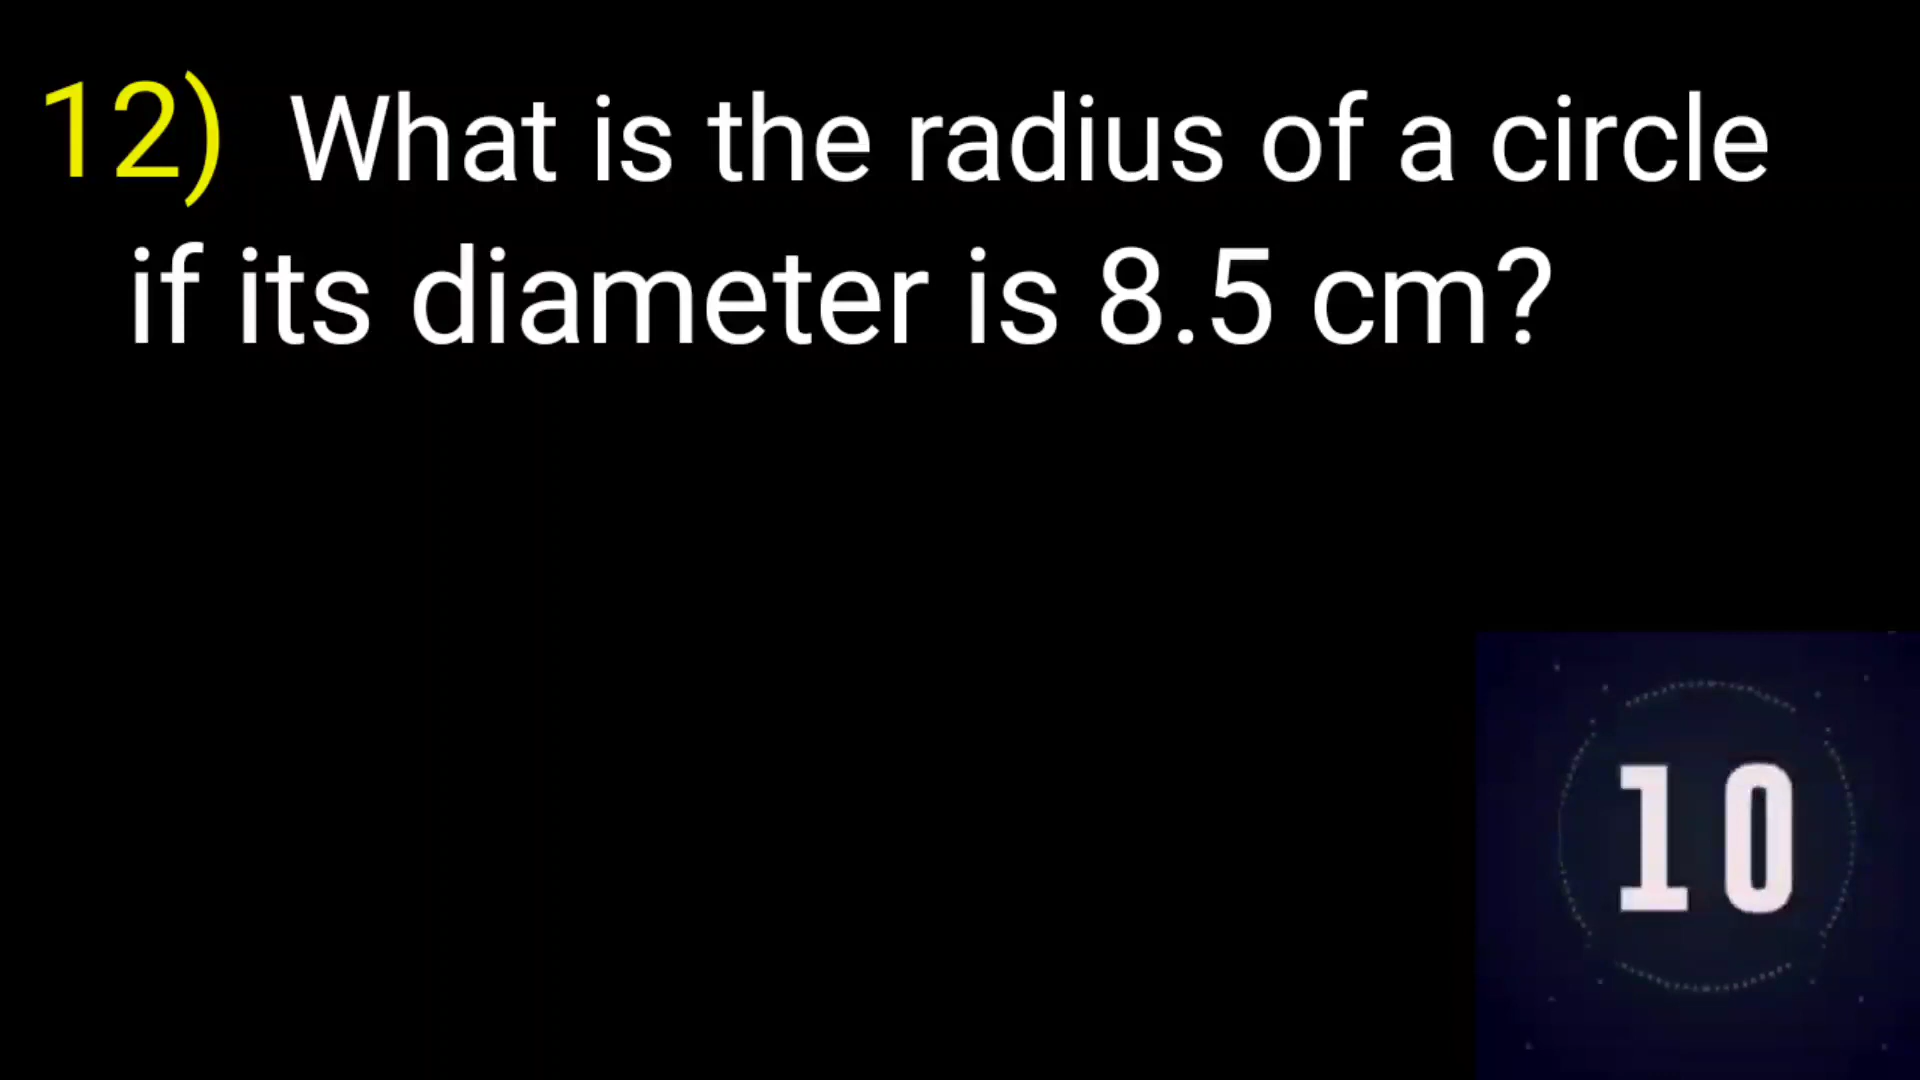 12) What is the radius of a circle
if its diameter is 8.5 cm?
10